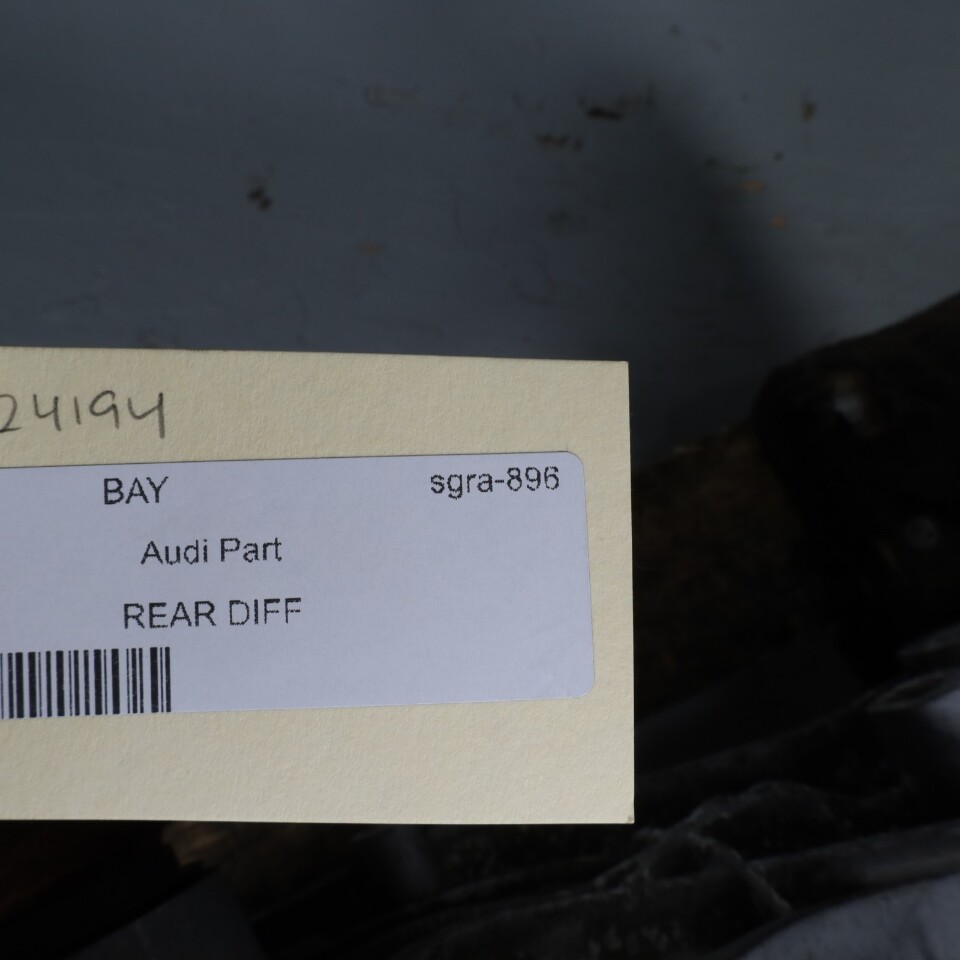 24194
BAY sgra-896
Audi Part
REAR DIFF